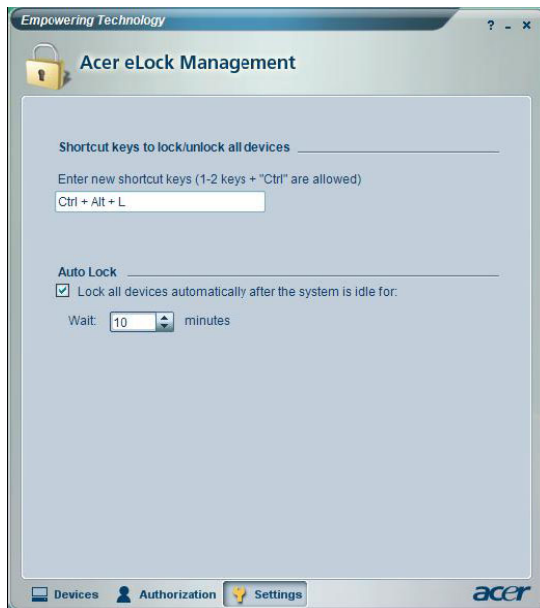 Empowering Technology
? - ×
Acer eLock Management
Shortcut keys to lock/unlock all devices
Enter new shortcut keys (1-2 keys + "Ctrl" are allowed)
Ctrl + Alt + L
Auto Lock
Lock all devices automatically after the system is idle for:
Wait: 10 minutes
Devices Authorization Settings acer